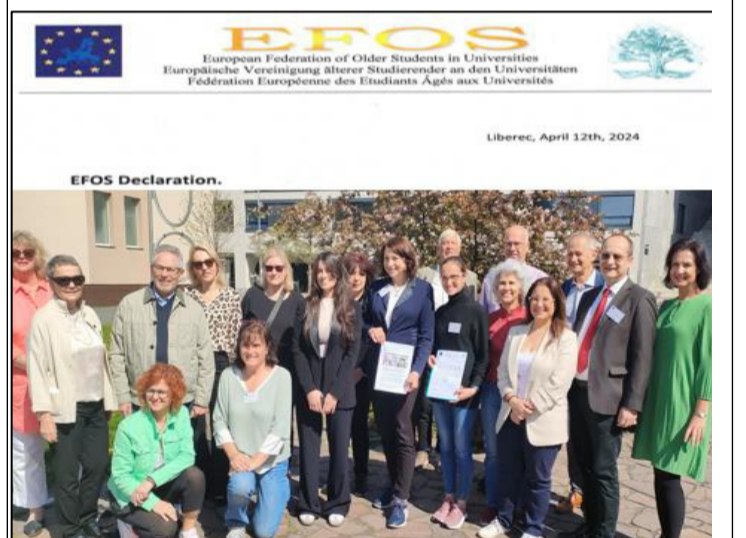 EFOS
European Federation of Older Students in Universities
Europäische Vereinigung älterer Studierender an den Universitäten
Fédération Européenne des Etudiants Âgés aux Universités
Liberec, April 12th, 2024
EFOS Declaration.